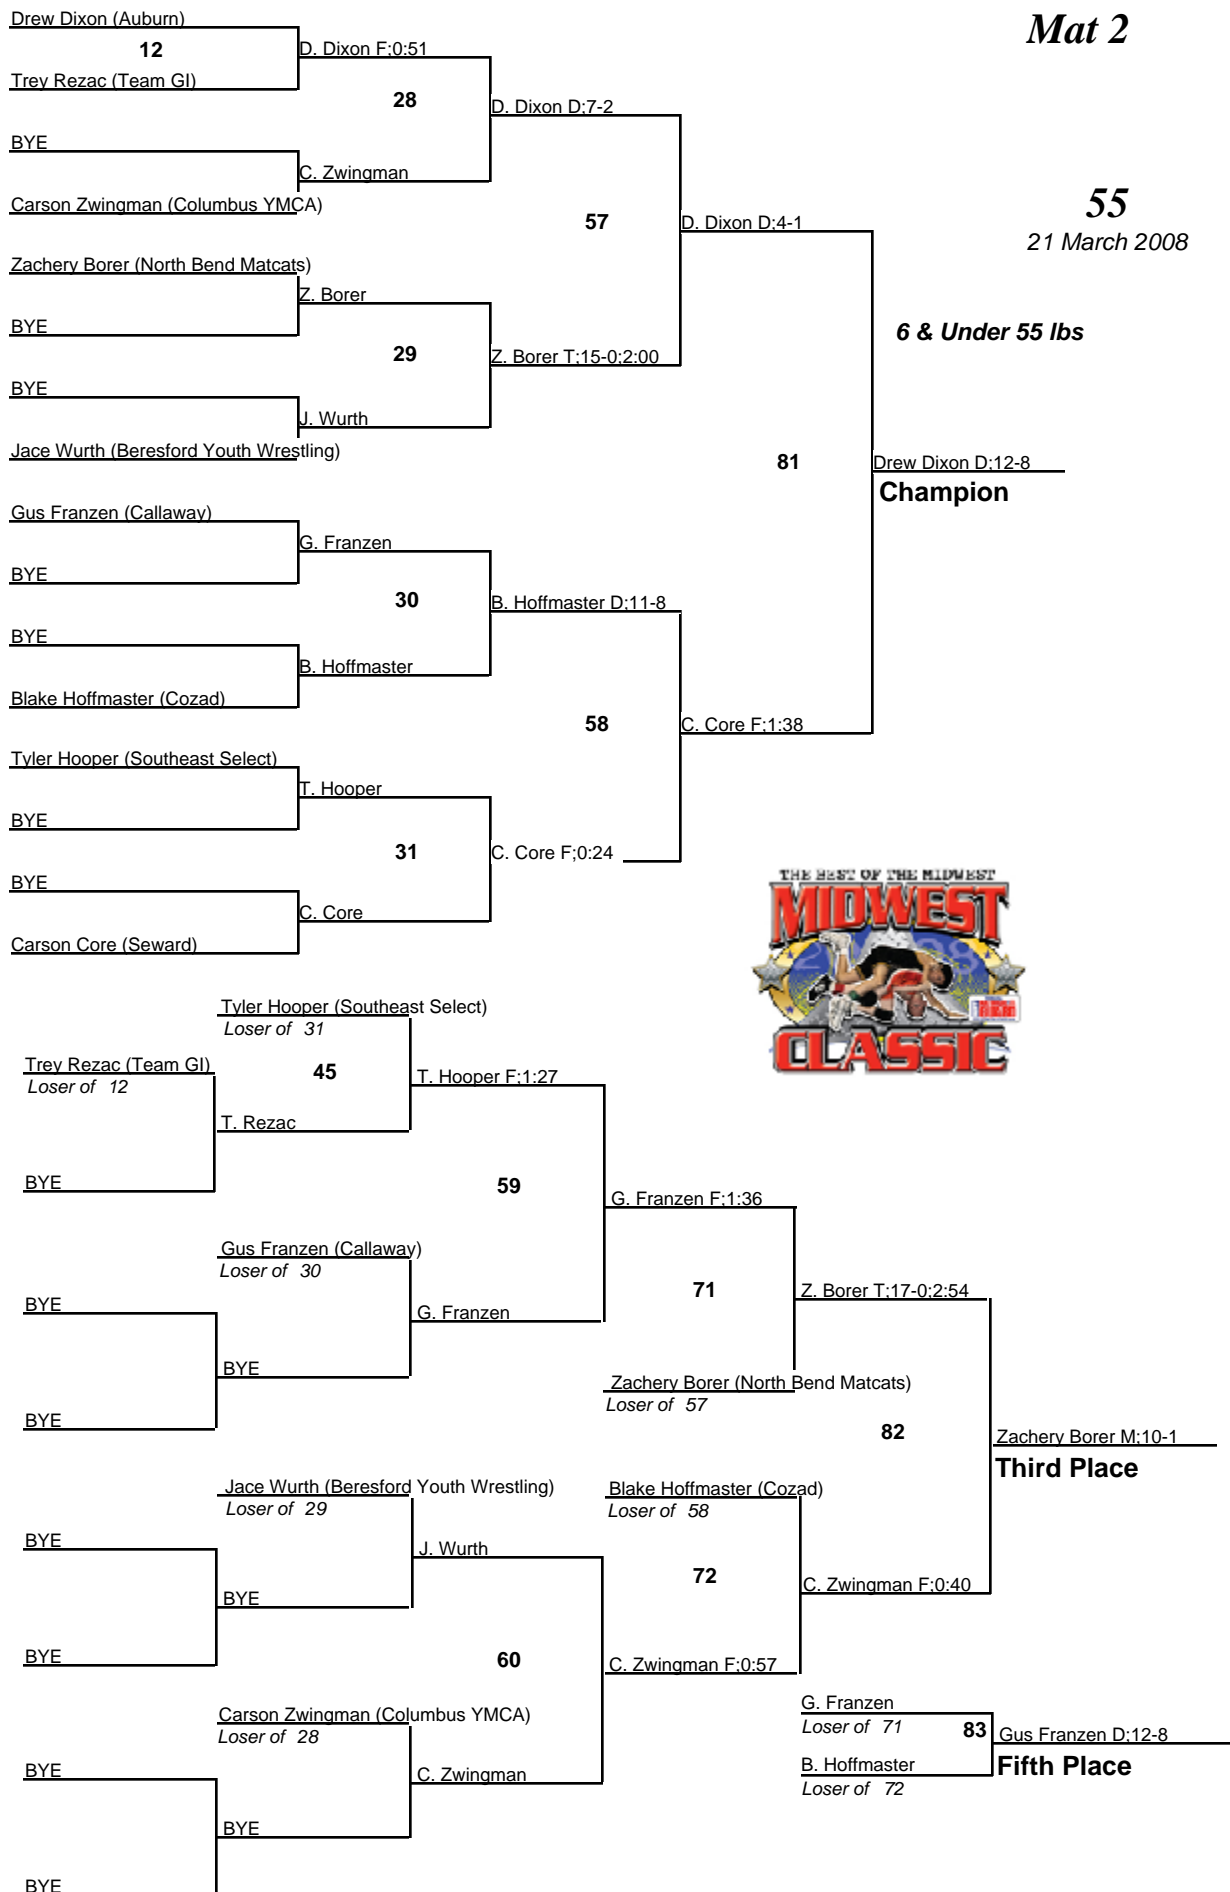 Mat 2
55
21 March 2008
6 & Under 55 lbs
Drew Dixon (Auburn)
12
D. Dixon F;0:51
Trey Rezac (Team GI)
28
D. Dixon D;7-2
BYE
C. Zwingman
Carson Zwingman (Columbus YMCA)
57
D. Dixon D;4-1
Zachery Borer (North Bend Matcats)
Z. Borer
BYE
29
Z. Borer T;15-0;2:00
BYE
J. Wurth
Jace Wurth (Beresford Youth Wrestling)
81
Drew Dixon D;12-8
Champion
Gus Franzen (Callaway)
G. Franzen
BYE
30
B. Hoffmaster D;11-8
BYE
B. Hoffmaster
Blake Hoffmaster (Cozad)
58
C. Core F;1:38
Tyler Hooper (Southeast Select)
T. Hooper
BYE
31
C. Core F;0:24
BYE
C. Core
Carson Core (Seward)
THE BEST OF THE MIDWEST
MIDWEST
CLASSIC
Tyler Hooper (Southeast Select)
Loser of 31
Trey Rezac (Team GI)
Loser of 12
45
T. Hooper F;1:27
T. Rezac
BYE
59
G. Franzen F;1:36
Gus Franzen (Callaway)
Loser of 30
BYE
G. Franzen
71
Z. Borer T;17-0;2:54
BYE
Zachery Borer (North Bend Matcats)
Loser of 57
BYE
82
Zachery Borer M;10-1
Third Place
Jace Wurth (Beresford Youth Wrestling)
Loser of 29
Blake Hoffmaster (Cozad)
Loser of 58
BYE
J. Wurth
72
C. Zwingman F;0:40
BYE
BYE
60
C. Zwingman F;0:57
Carson Zwingman (Columbus YMCA)
Loser of 28
G. Franzen
Loser of 71
83
Gus Franzen D;12-8
Fifth Place
B. Hoffmaster
Loser of 72
BYE
C. Zwingman
BYE
BYE